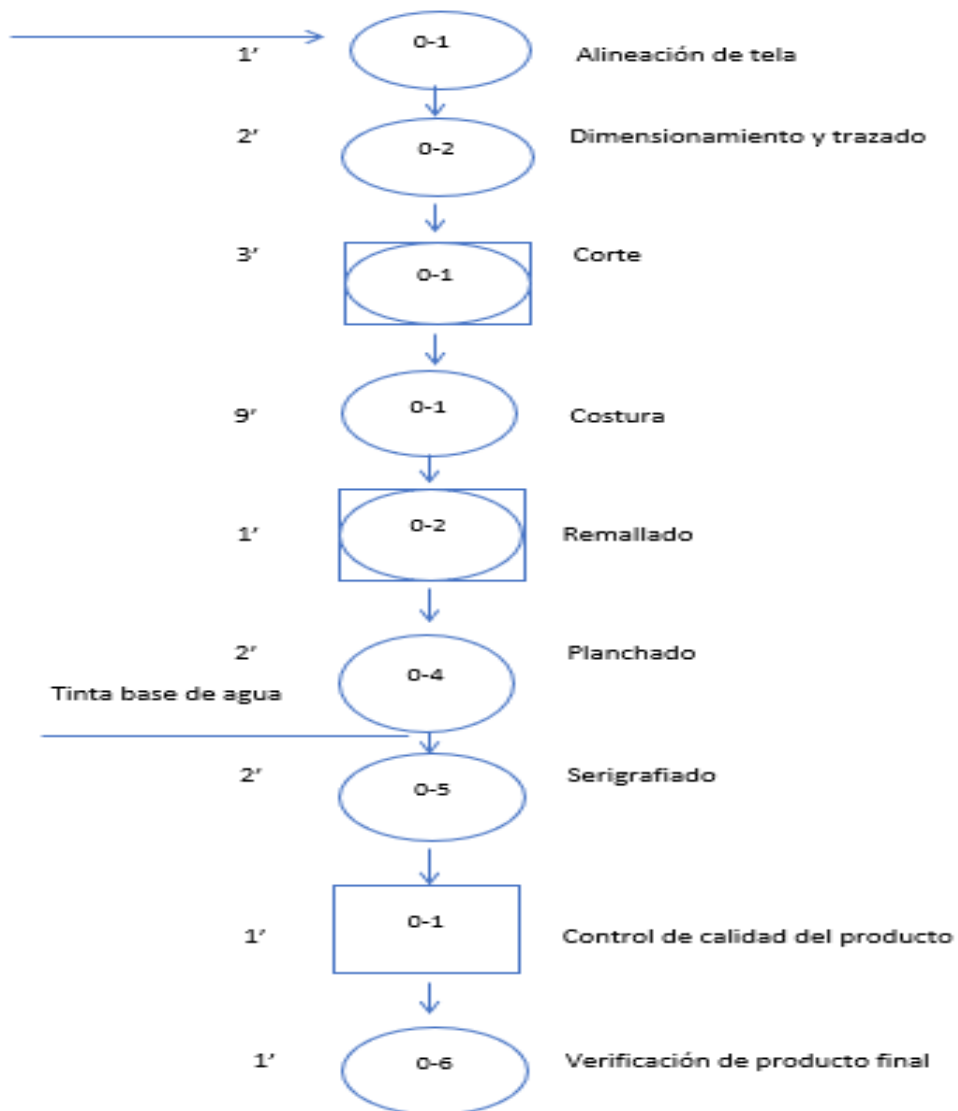 1’ 0-1 Alineación de tela
2’ 0-2 Dimensionamiento y trazado
3’ 0-1 Corte
9’ 0-1 Costura
1’ 0-2 Remallado
2’ 0-4 Planchado
Tinta base de agua
2’ 0-5 Serigrafiado
1’ 0-1 Control de calidad del producto
1’ 0-6 Verificación de producto final